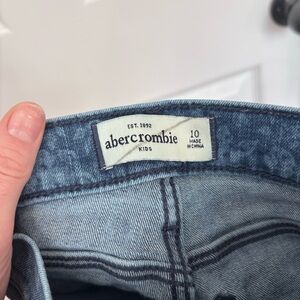 EST. 1892
abercrombie
KIDS
10
MADE
IN CHINA